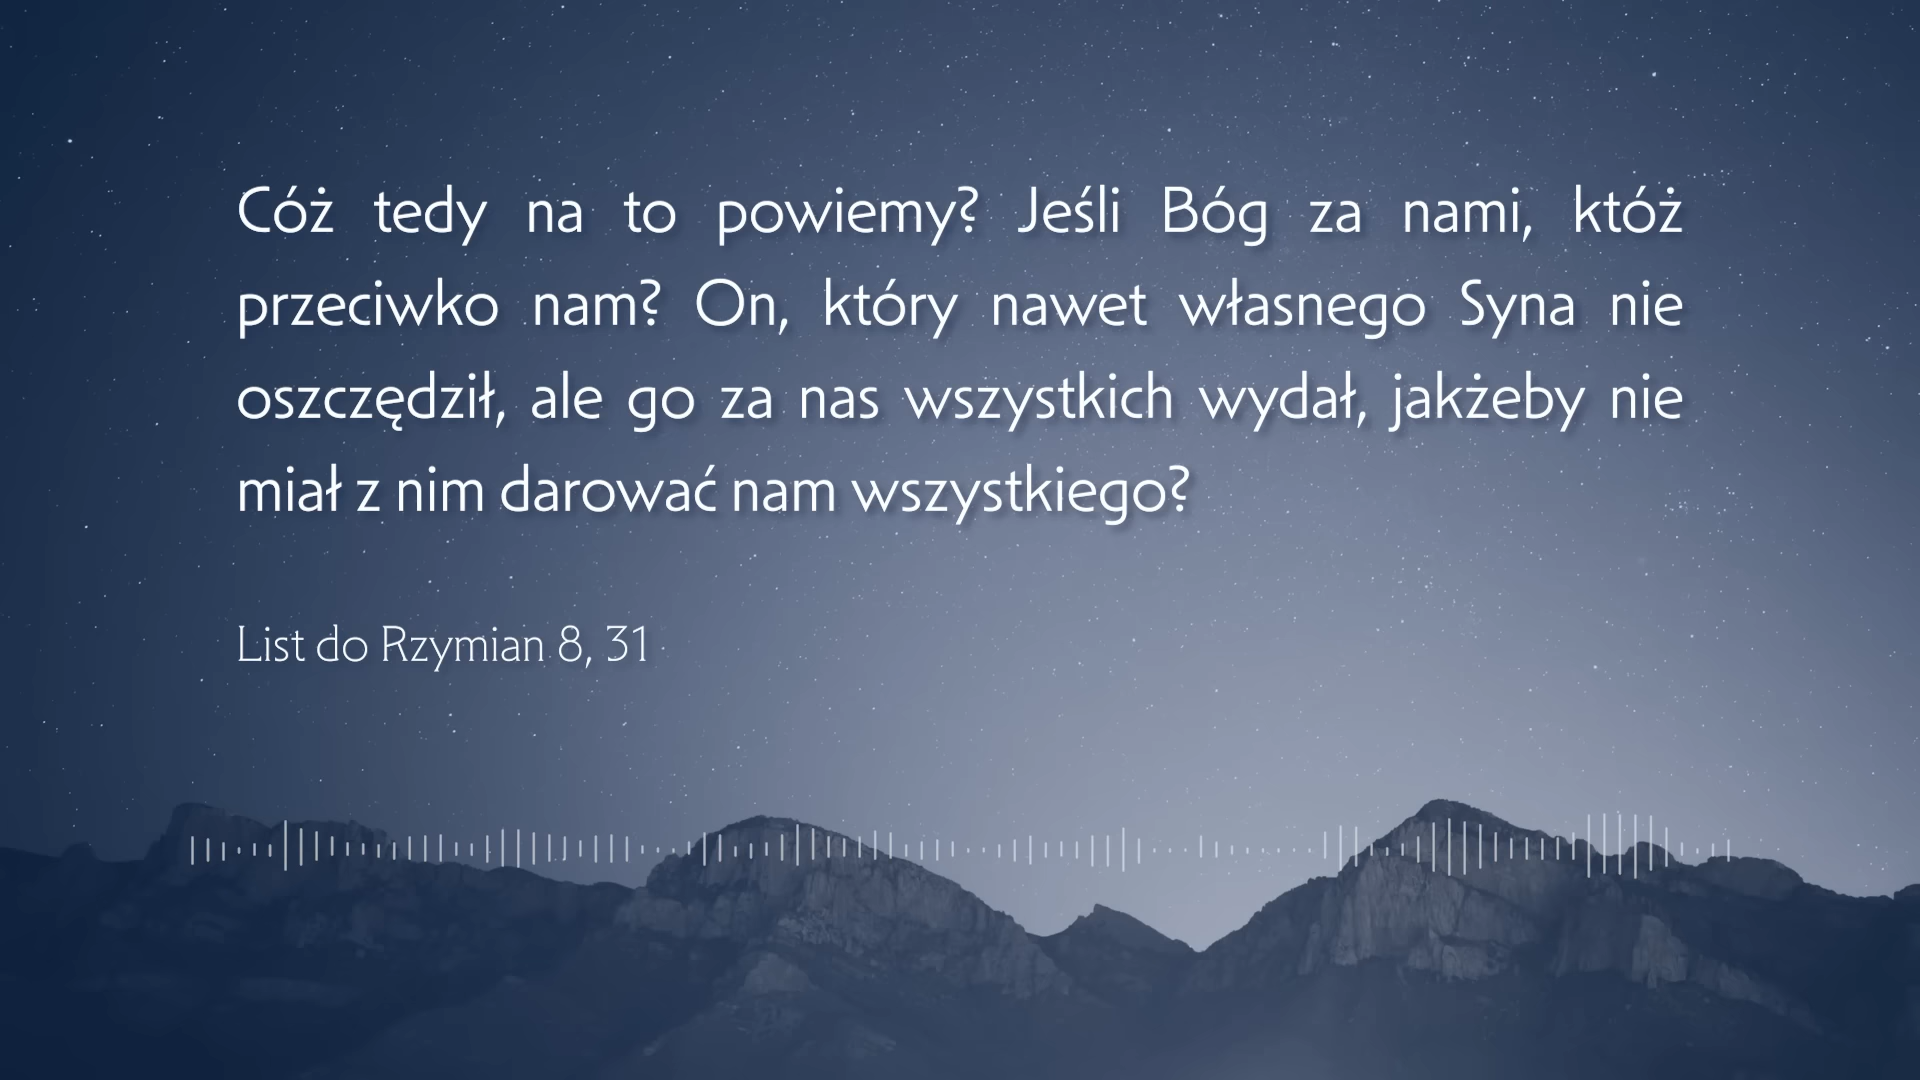 Cóż tedy na to powiemy? Jeśli Bóg za nami, któż
przeciwko nam? On, który nawet własnego Syna nie
oszczędził, ale go za nas wszystkich wydał, jakżeby nie
miał z nim darować nam wszystkiego?
List do Rzymian 8, 31